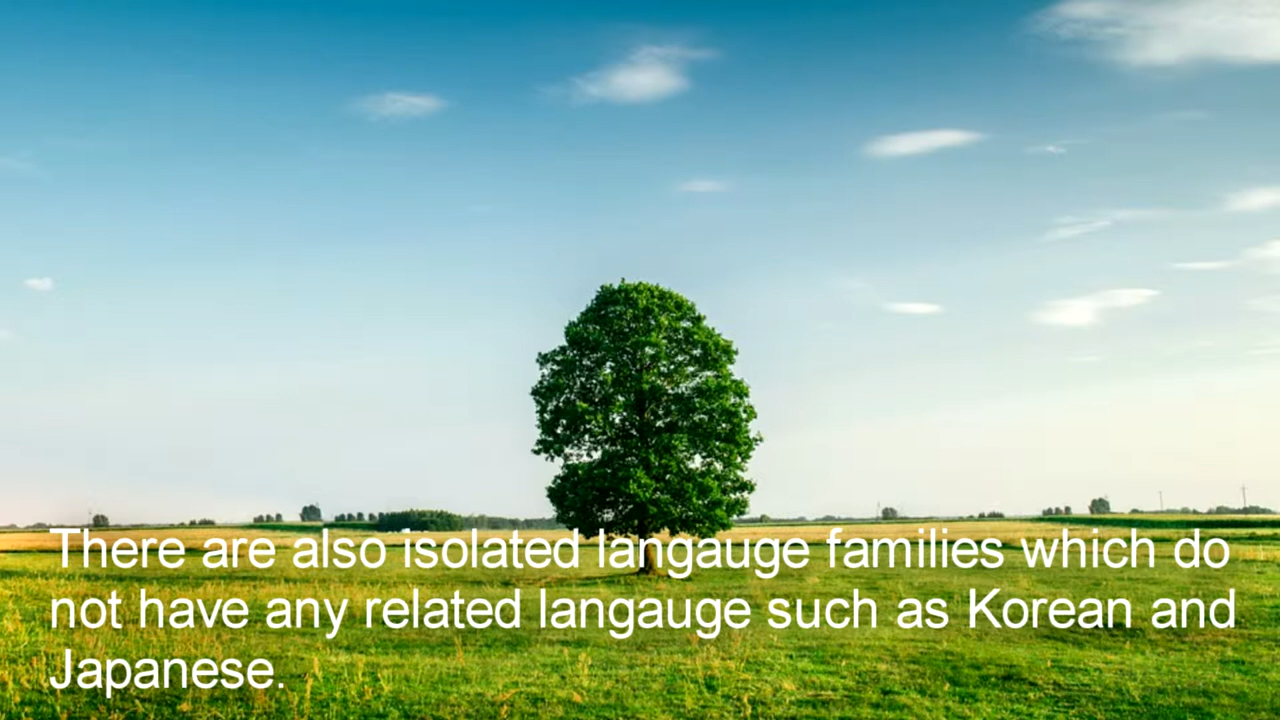 There are also isolated langauge families which do
not have any related langauge such as Korean and
Japanese.